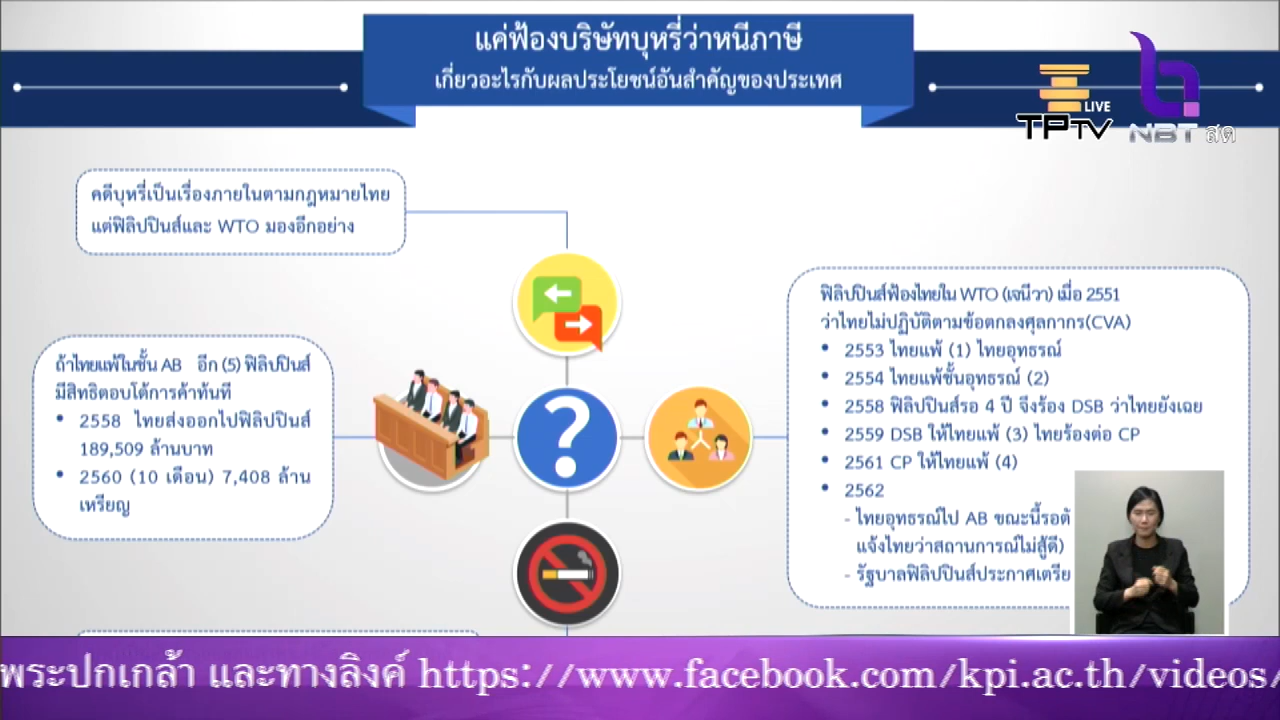 แค่ฟ้องบริษัทบุหรี่ว่าหนีภาษี
เกี่ยวอะไรกับผลประโยชน์อันสำคัญของประเทศ
LIVE
TPTV
NBT สด
คดีบุหรี่เป็นเรื่องภายในตามกฎหมายไทย
แต่ฟิลิปปินส์และ WTO มองอีกอย่าง
ถ้าไทยแพ้ในชั้น AB อีก (5) ฟิลิปปินส์
มีสิทธิตอบโต้การค้าทันที
• 2558 ไทยส่งออกไปฟิลิปปินส์
189,509 ล้านบาท
• 2560 (10 เดือน) 7,408 ล้าน
เหรียญ
ฟิลิปปินส์ฟ้องไทยใน WTO (เจนีวา) เมื่อ 2551
ว่าไทยไม่ปฏิบัติตามข้อตกลงศุลกาการ(CVA)
• 2553 ไทยแพ้ (1) ไทยอุทธรณ์
• 2554 ไทยแพ้ชั้นอุทธรณ์ (2)
• 2558 ฟิลิปปินส์รอ 4 ปี จึงร้อง DSB ว่าไทยยังเฉย
• 2559 DSB ให้ไทยแพ้ (3) ไทยร้องต่อ CP
• 2561 CP ให้ไทยแพ้ (4)
• 2562
- ไทยอุทธรณ์ไป AB ขณะนี้รอตั
แจ้งไทยว่าสถานการณ์ไม่สู้ดี)
- รัฐบาลฟิลิปปินส์ประกาศเตรีย
พระปกเกล้า และทางลิงค์ https://www.facebook.com/kpi.ac.th/videos/